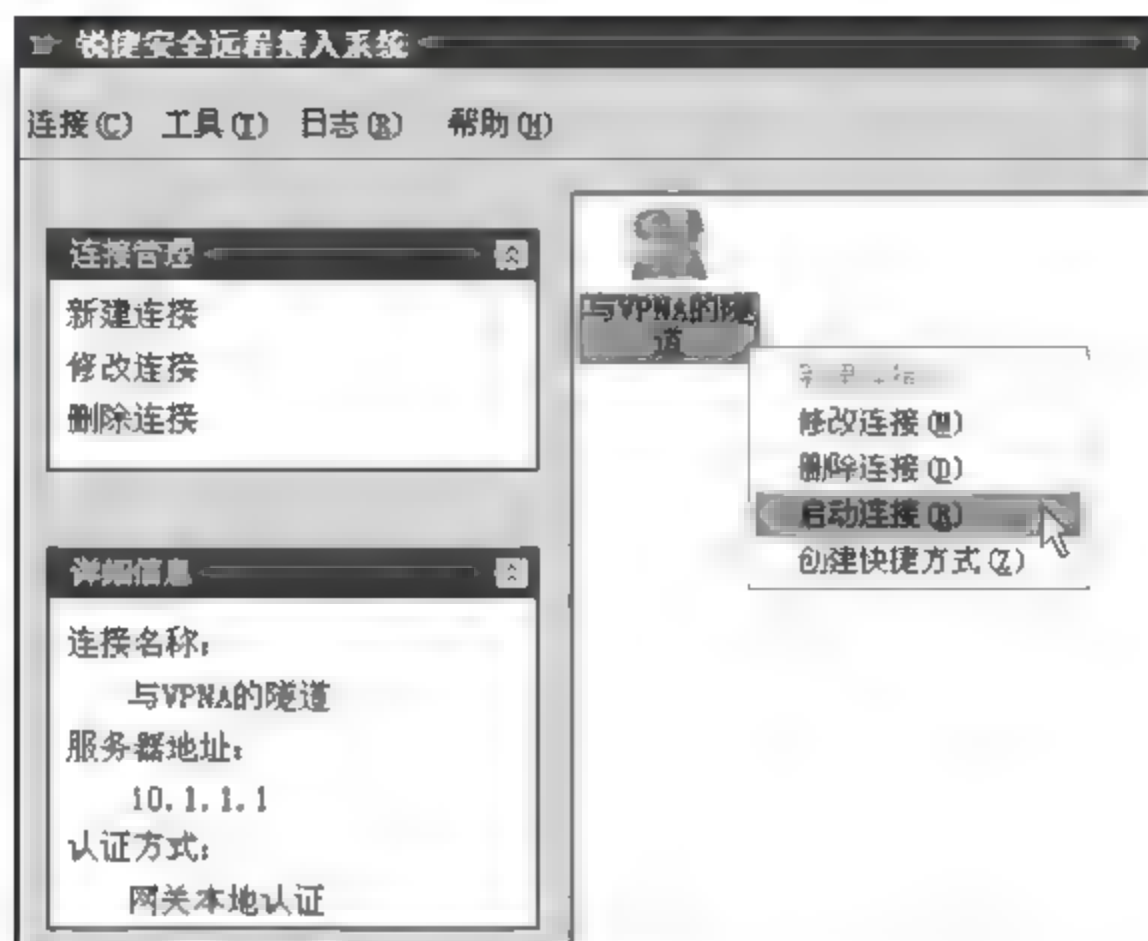 锐捷安全远程接入系统
连接(C) 工具(T) 日志(R) 帮助(H)
连接管理
新建连接
修改连接
删除连接
详细信息
连接名称:
与VPNA的隧道
服务器地址:
10.1.1.1
认证方式:
网关本地认证
与VPNA的隧
道
修改连接(M)
删除连接(D)
启动连接(R)
创建快捷方式(Z)